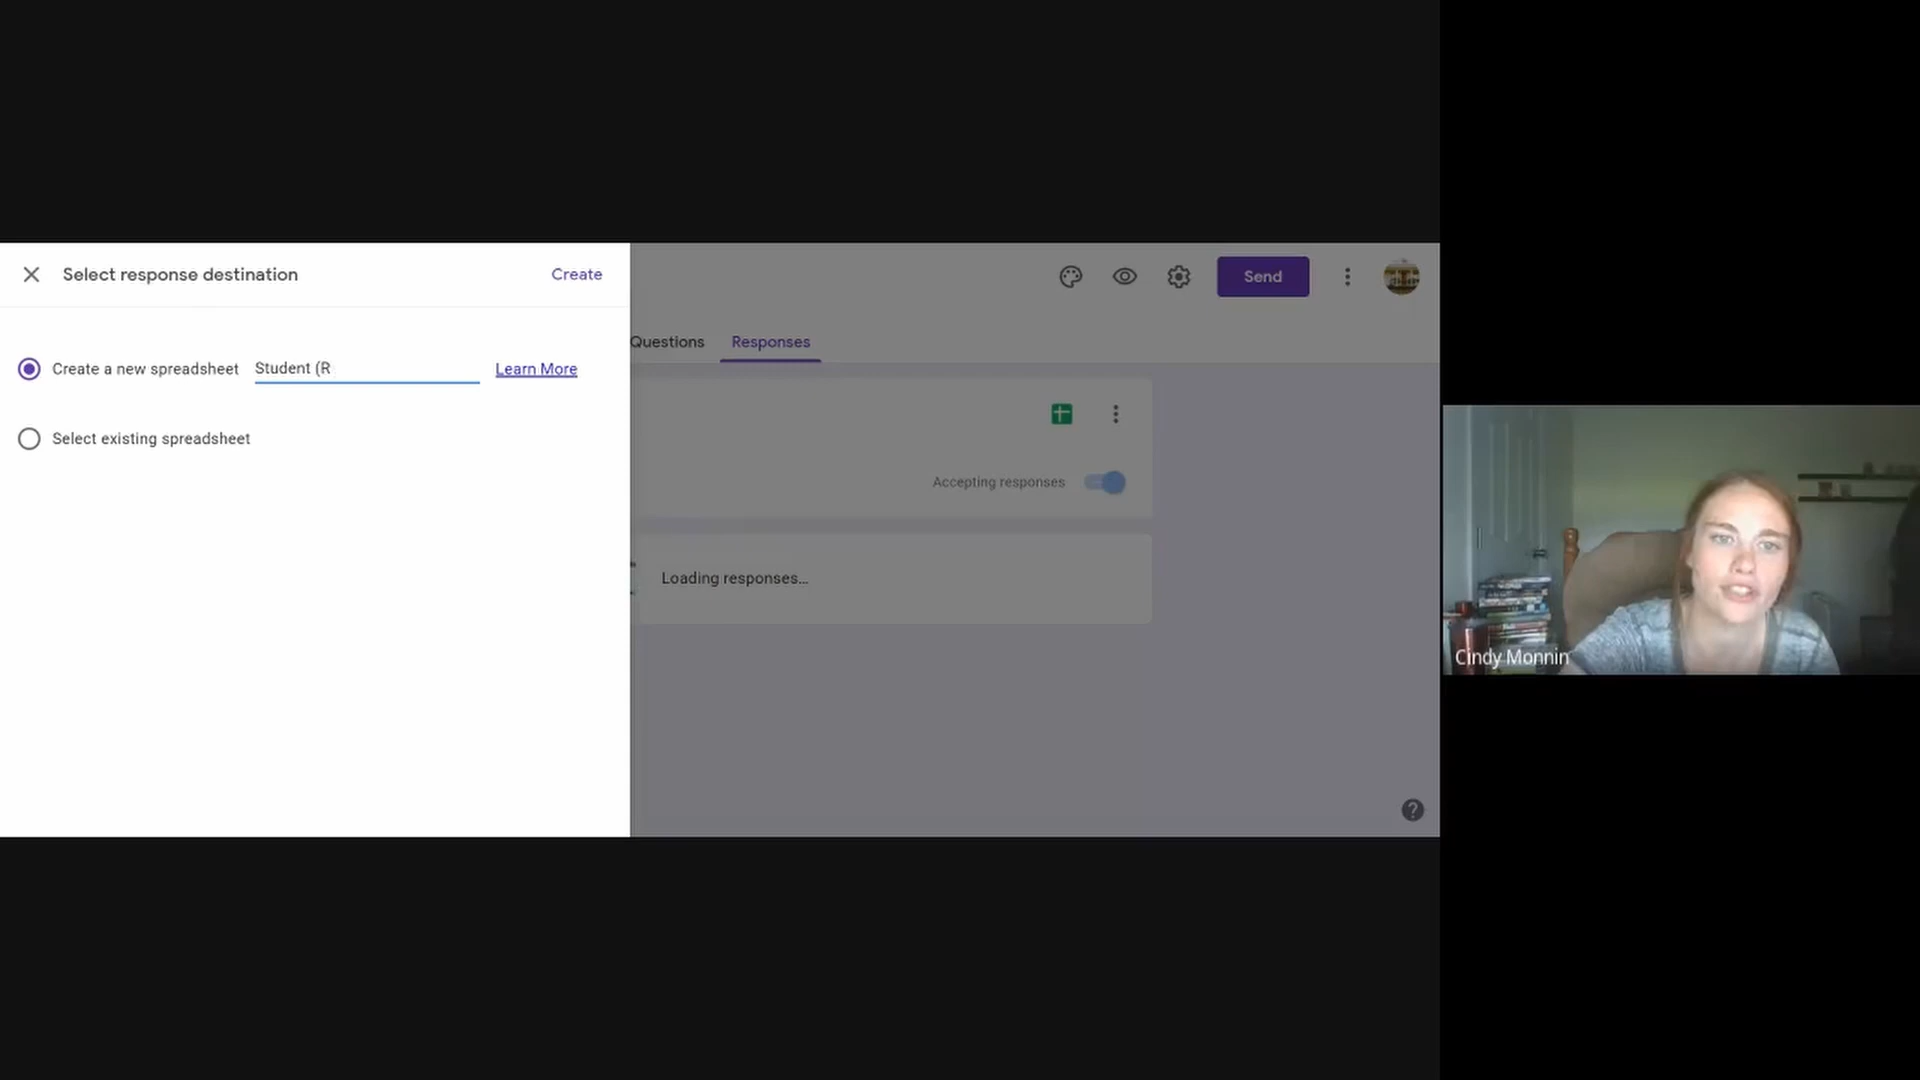 Select response destination
Create
Create a new spreadsheet
Student (R
Learn More
Select existing spreadsheet
Send
Questions
Responses
Accepting responses
Loading responses...
Cindy Monnin